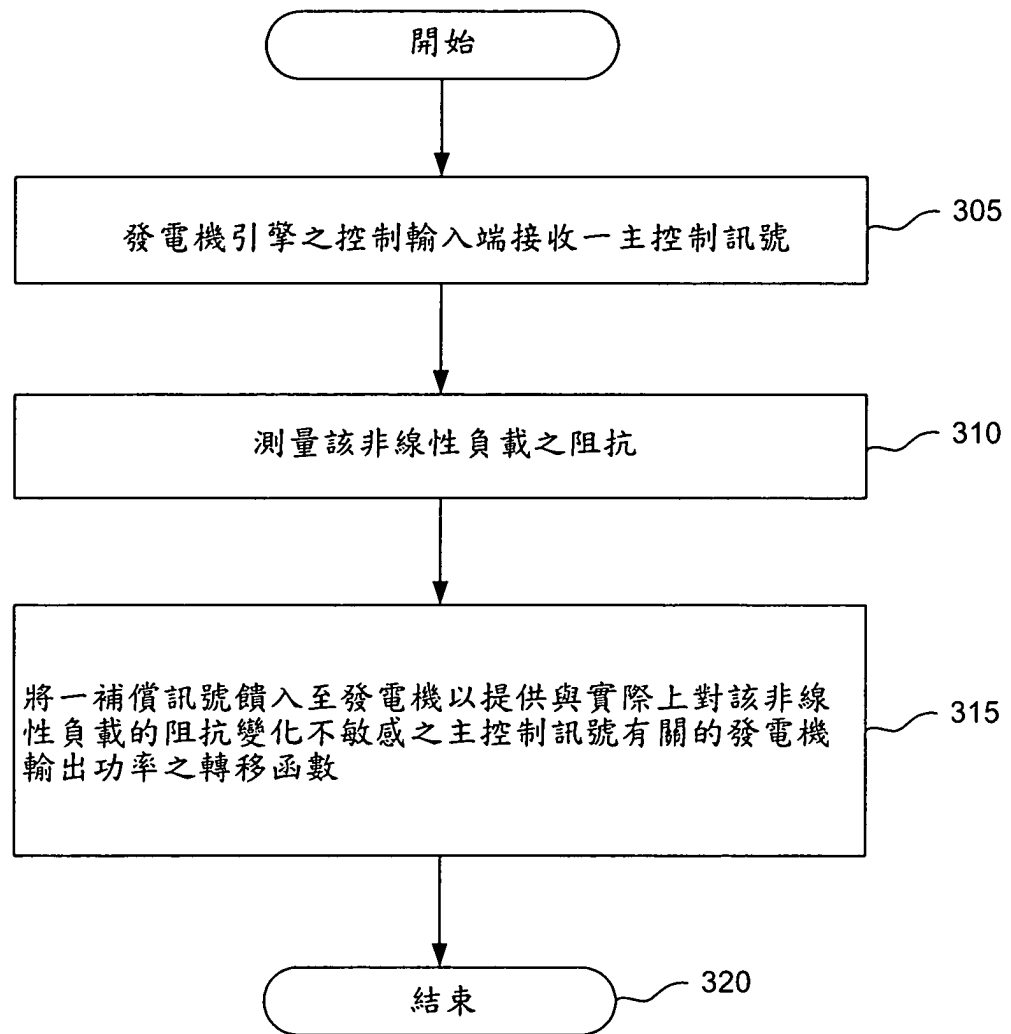 開始
發電機引擎之控制輸入端接收一主控制訊號
305
測量該非線性負載之阻抗
310
將一補償訊號饋入至發電機以提供與實際上對該非線
性負載的阻抗變化不敏感之主控制訊號有關的發電機
輸出功率之轉移函數
315
結束
320